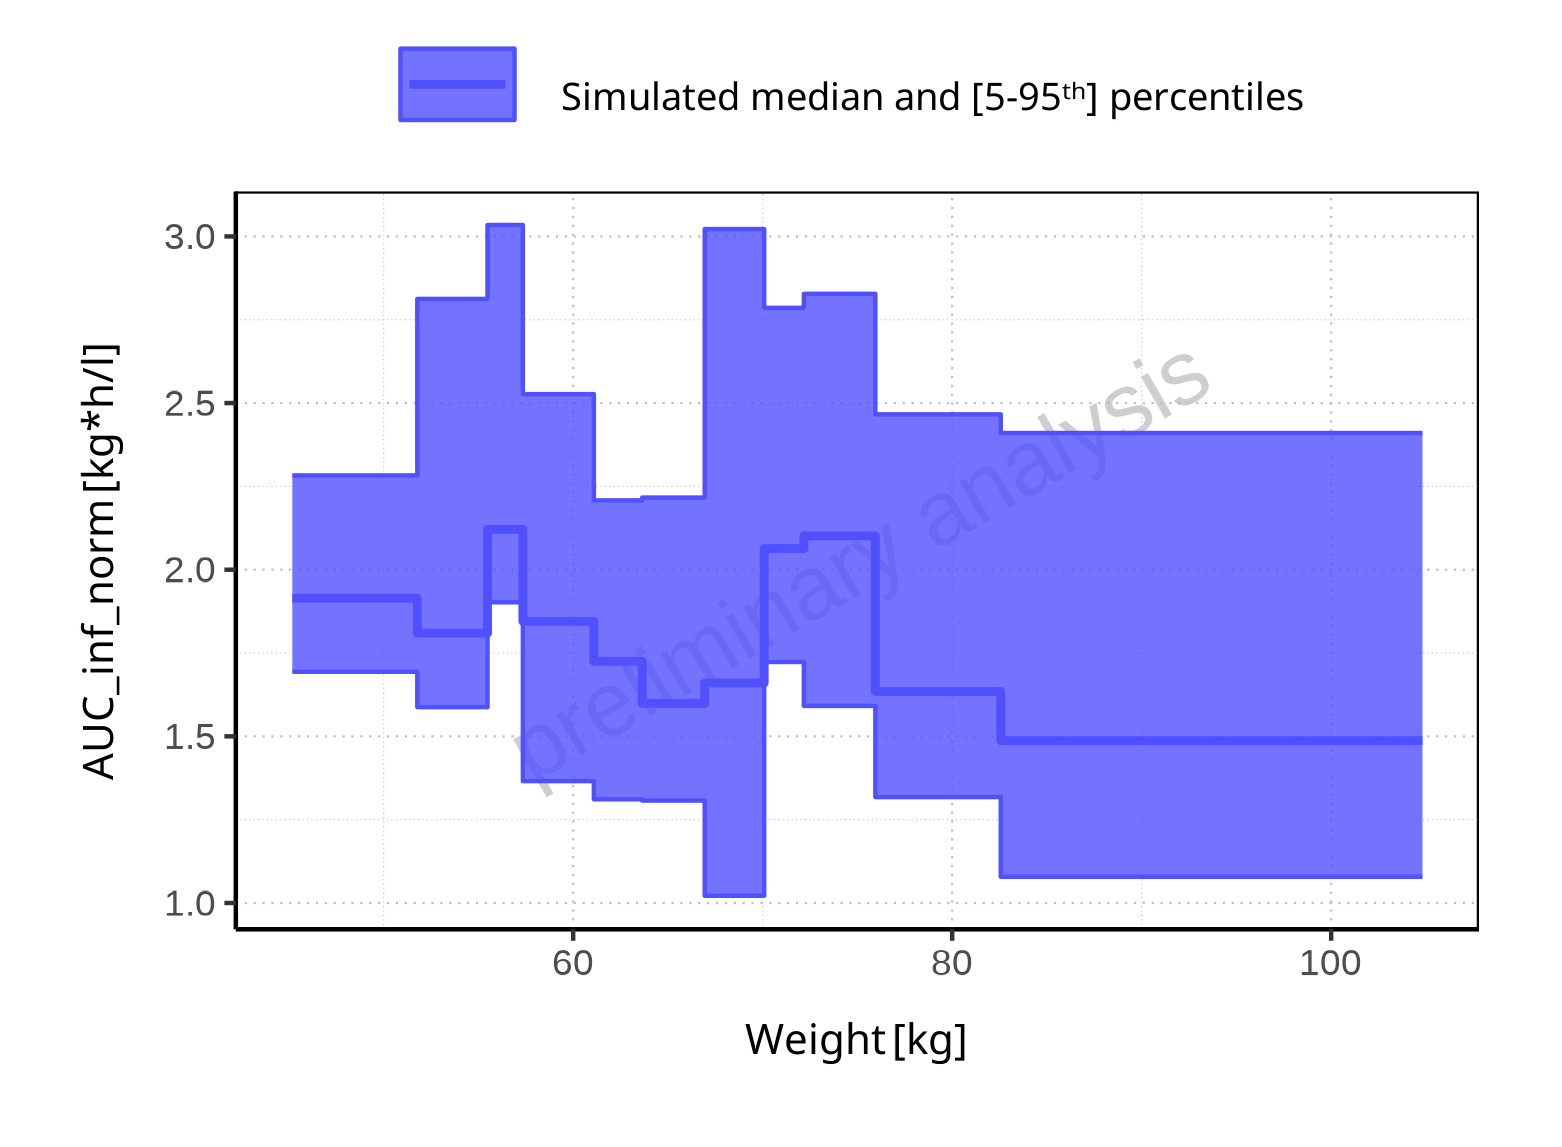 Simulated median and [5-95ᵗʰ] percentiles
3.0
2.5
2.0
1.5
1.0
AUC_inf_norm [kg*h/l]
preliminary analysis
60 80 100
Weight [kg]